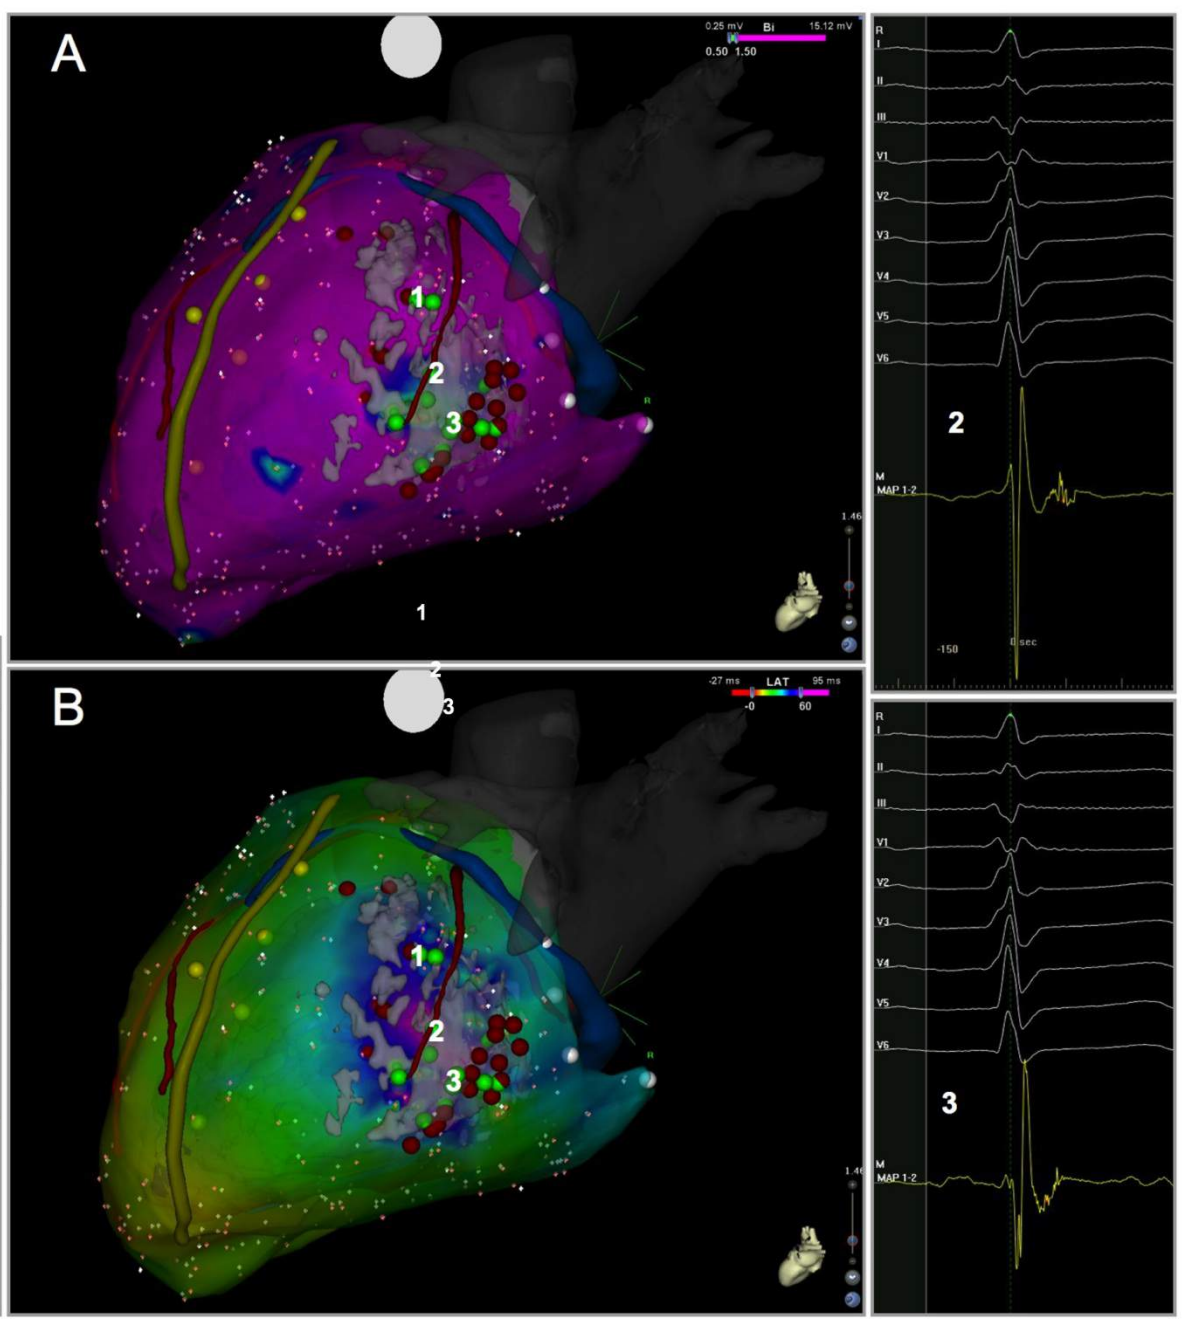 A
0.25 mV Bi 15.12 mV
0.50 1.50
1
2
3
R
1.46
1
R
I
II
III
V1
V2
V3
V4
V5
V6
2
M
MAP 1-2
-150
0 sec
B
2
3
-27 ms LAT 95 ms
-0 60
1
2
3
R
1.46
R
I
II
III
V1
V2
V3
V4
V5
V6
3
M
MAP 1-2